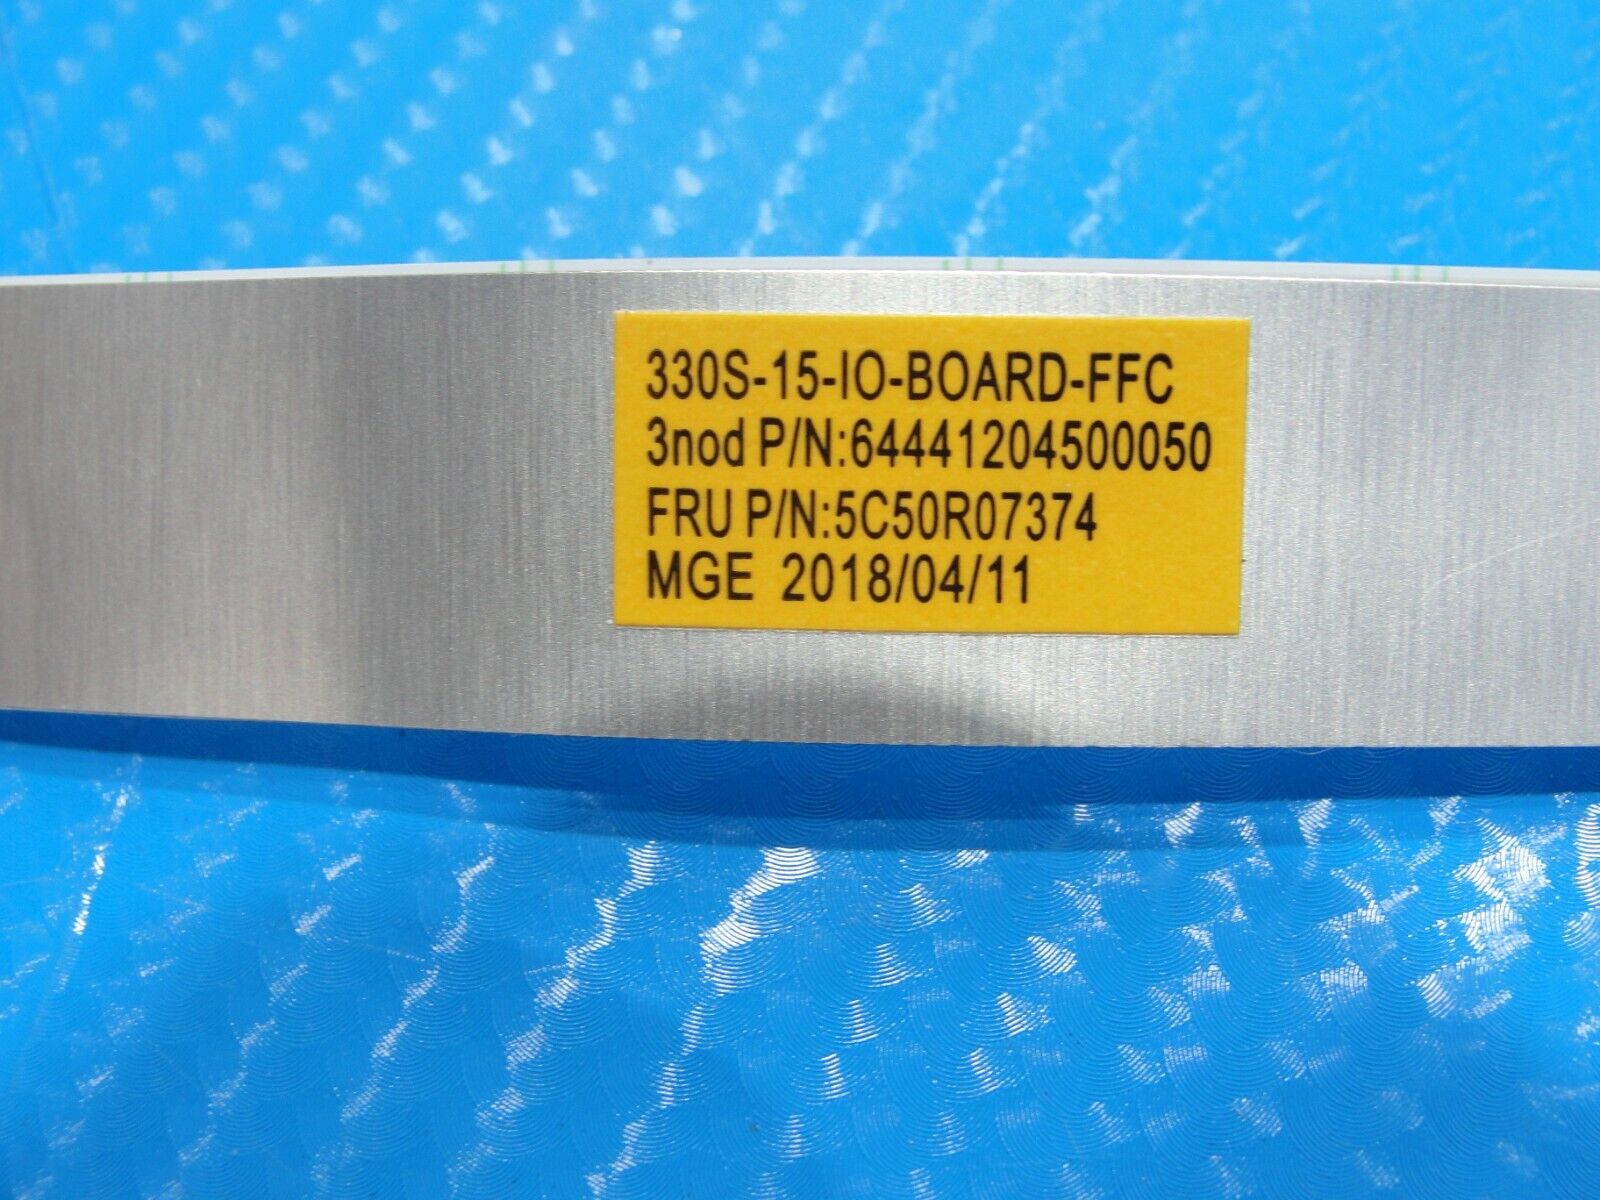 330S-15-IO-BOARD-FFC
3nod P/N:64441204500050
FRU P/N:5C50R07374
MGE 2018/04/11